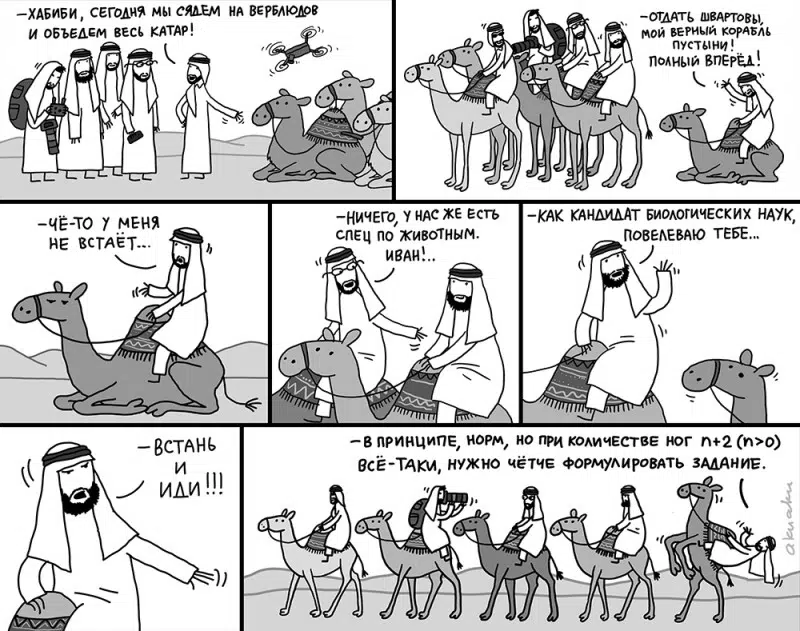 –ХАБИБИ, СЕГОДНЯ МЫ СЯДЕМ НА ВЕРБЛЮДОВ
И ОБЪЕДЕМ ВЕСЬ КАТАР!
–ОТДАТЬ ШВАРТОВЫ,
МОЙ ВЕРНЫЙ КОРАБЛЬ
ПУСТЫНИ!
ПОЛНЫЙ ВПЕРЁД!
–ЧЁ-ТО У МЕНЯ
НЕ ВСТАЁТ...
–НИЧЕГО, У НАС ЖЕ ЕСТЬ
СПЕЦ ПО ЖИВОТНЫМ.
ИВАН!..
–КАК КАНДИДАТ БИОЛОГИЧЕСКИХ НАУК,
ПОВЕЛЕВАЮ ТЕБЕ...
–ВСТАНЬ
И
ИДИ!!!
–В ПРИНЦИПЕ, НОРМ, НО ПРИ КОЛИЧЕСТВЕ НОГ n+2 (n>0)
ВСЁ-ТАКИ, НУЖНО ЧЁТЧЕ ФОРМУЛИРОВАТЬ ЗАДАНИЕ.